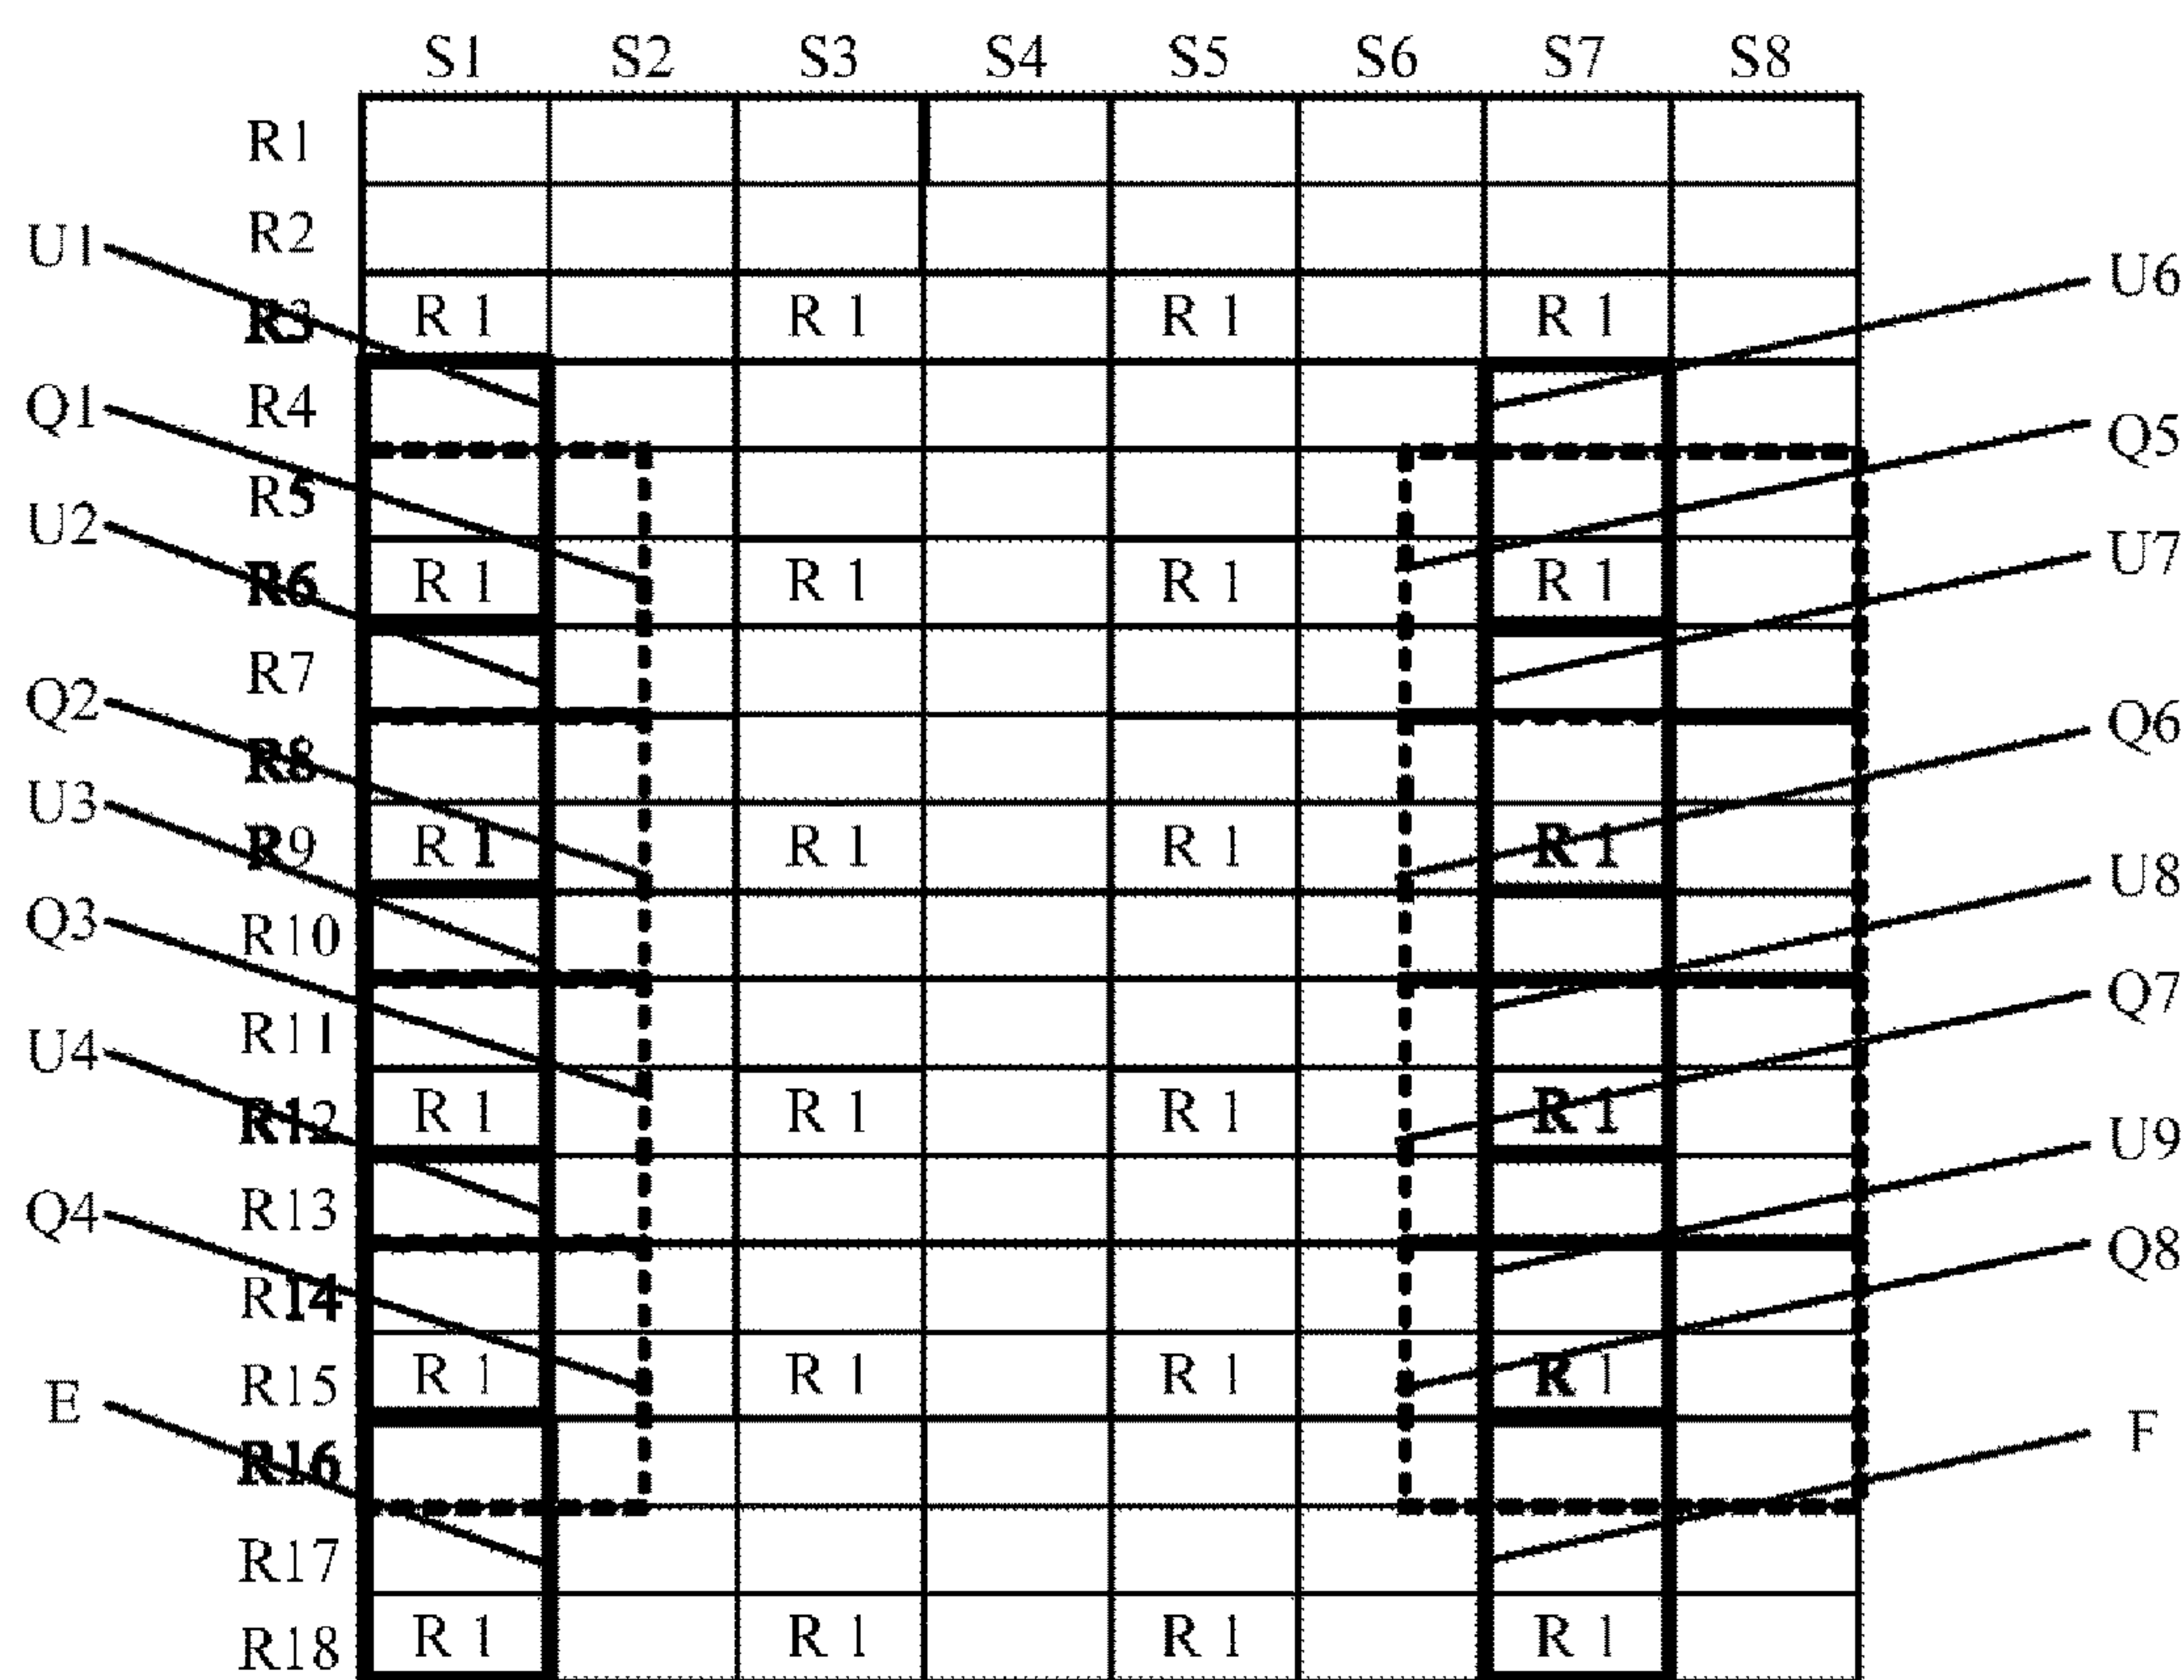 S1 S2 S3 S4 S5 S6 S7 S8
R1
U1 R2 U6
R3 R 1 R 1 R 1 R 1
Q1 R4 Q5
U2 R5 U7
R6 R 1 R 1 R 1 R 1
Q2 R7 Q6
U3 R8
R9 R 1 R 1 R 1 R 1 U8
Q3 R10 Q7
U4 R11
R12 R 1 R 1 R 1 R 1 U9
Q4 R13 Q8
R14
E R15 R 1 R 1 R 1 R 1 F
R16
R17
R18 R 1 R 1 R 1 R 1